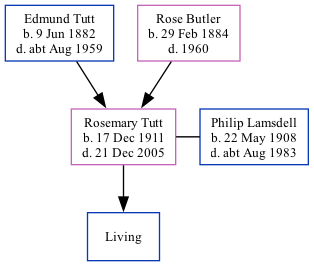 Edmund Tutt
b. 9 Jun 1882
d. abt Aug 1959
Rose Butler
b. 29 Feb 1884
d. 1960
Rosemary Tutt
b. 17 Dec 1911
d. 21 Dec 2005
Philip Lamsdell
b. 22 May 1908
d. abt Aug 1983
Living